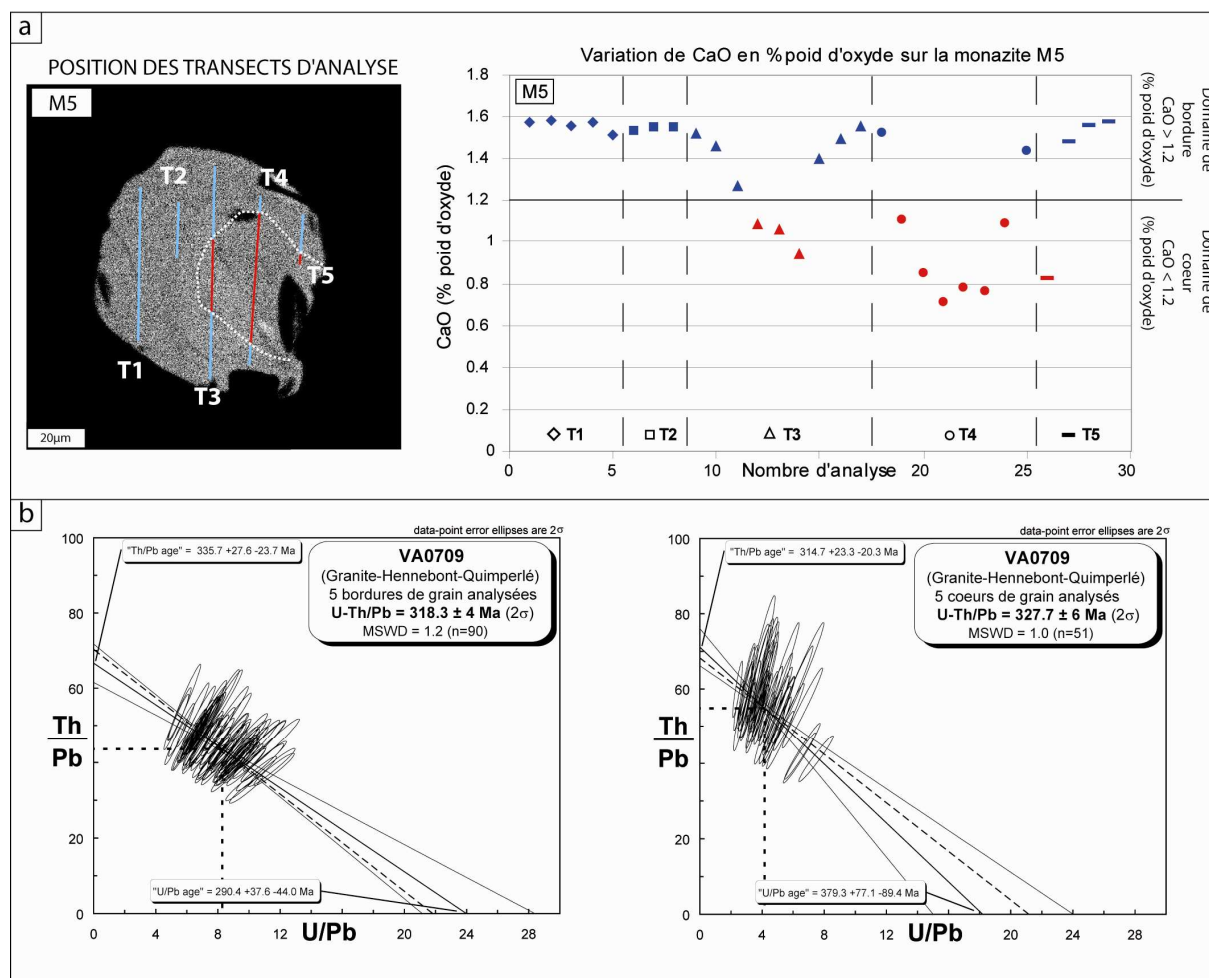 a
POSITION DES TRANSECTS D'ANALYSE
M5
T2
T4
T5
T1
T3
20µm
Variation de CaO en %poid d'oxyde sur la monazite M5
M5
CaO (% poid d'oxyde)
1.8
1.6
1.4
1.2
1
0.8
0.6
0.4
0.2
0
T1
T2
T3
T4
T5
0
5
10
Nombre d'analyse
20
25
30
Domaine de
bordure
CaO > 1.2
(% poid d'oxyde)
Domaine de
coeur
CaO < 1.2
(% poid d'oxyde)
b
data-point error ellipses are 2σ
"Th/Pb age" = 335.7 +27.6 -23.7 Ma
VA0709
(Granite-Hennebont-Quimperlé)
5 bordures de grain analysées
U-Th/Pb = 318.3 ± 4 Ma (2σ)
MSWD = 1.2 (n=90)
100
80
60
Th
Pb
40
20
0
"U/Pb age" = 290.4 +37.6 -44.0 Ma
0 4 8 12 U/Pb 20 24 28
data-point error ellipses are 2σ
"Th/Pb age" = 314.7 +23.3 -20.3 Ma
VA0709
(Granite-Hennebont-Quimperlé)
5 coeurs de grain analysés
U-Th/Pb = 327.7 ± 6 Ma (2σ)
MSWD = 1.0 (n=51)
100
80
60
Th
Pb
40
20
0
"U/Pb age" = 379.3 +77.1 -89.4 Ma
0 4 8 12 U/Pb 20 24 28